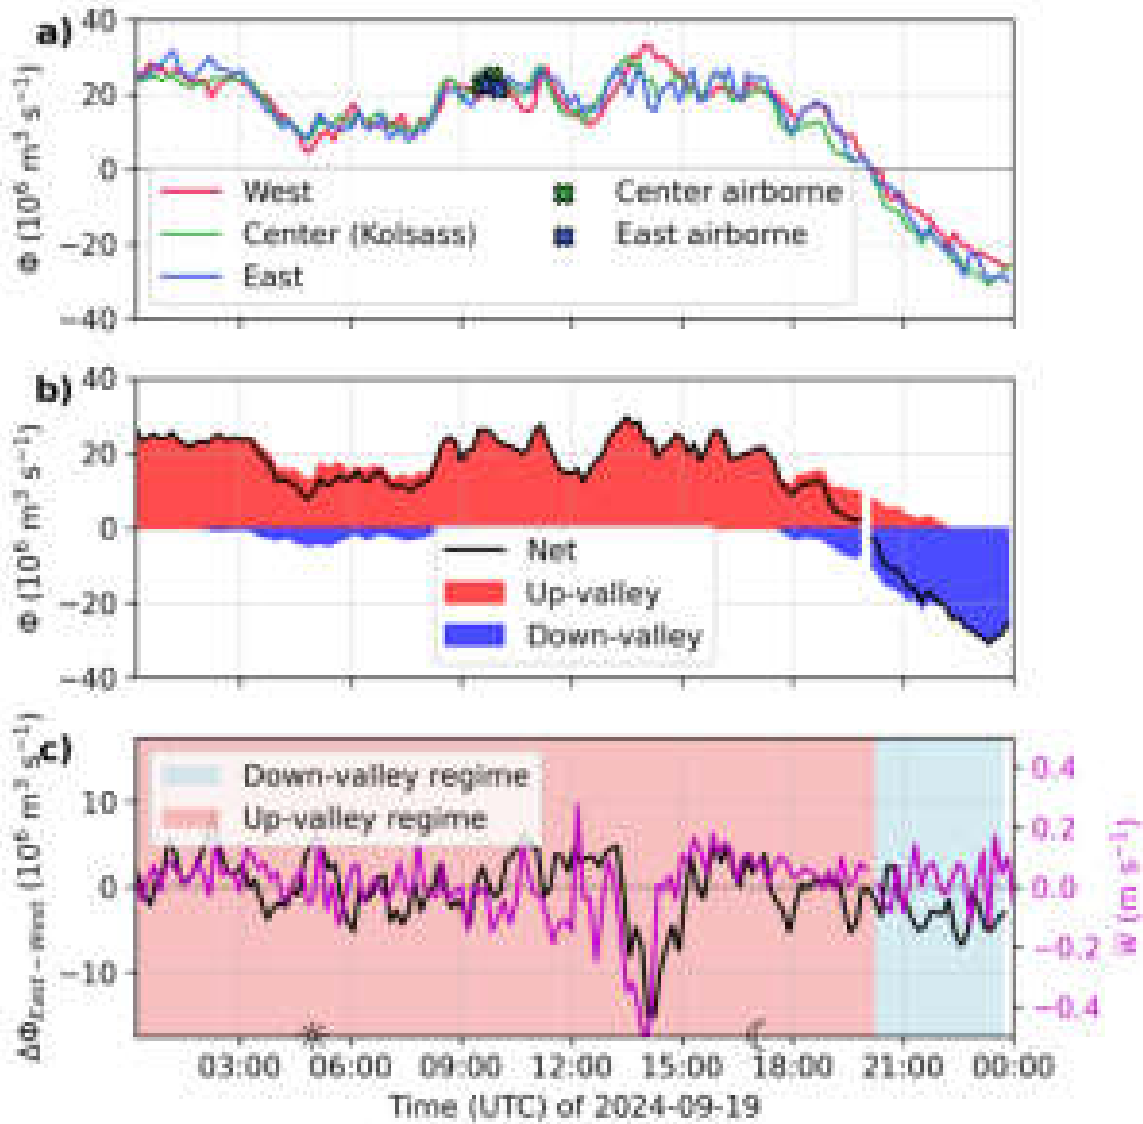 a)
40
20
0
−20
−40
Φ (10⁶ m³ s⁻¹)
West
Center (Kolsass)
East
Center airborne
East airborne
b)
40
20
0
−20
−40
Φ (10⁶ m³ s⁻¹)
Net
Up-valley
Down-valley
c)
10
0
−10
ΔΦEast−West (10⁶ m³ s⁻¹)
Down-valley regime
Up-valley regime
0.4
0.2
0.0
−0.2
−0.4
(m s⁻¹)
03:00 06:00 09:00 12:00 15:00 18:00 21:00 00:00
Time (UTC) of 2024-09-19